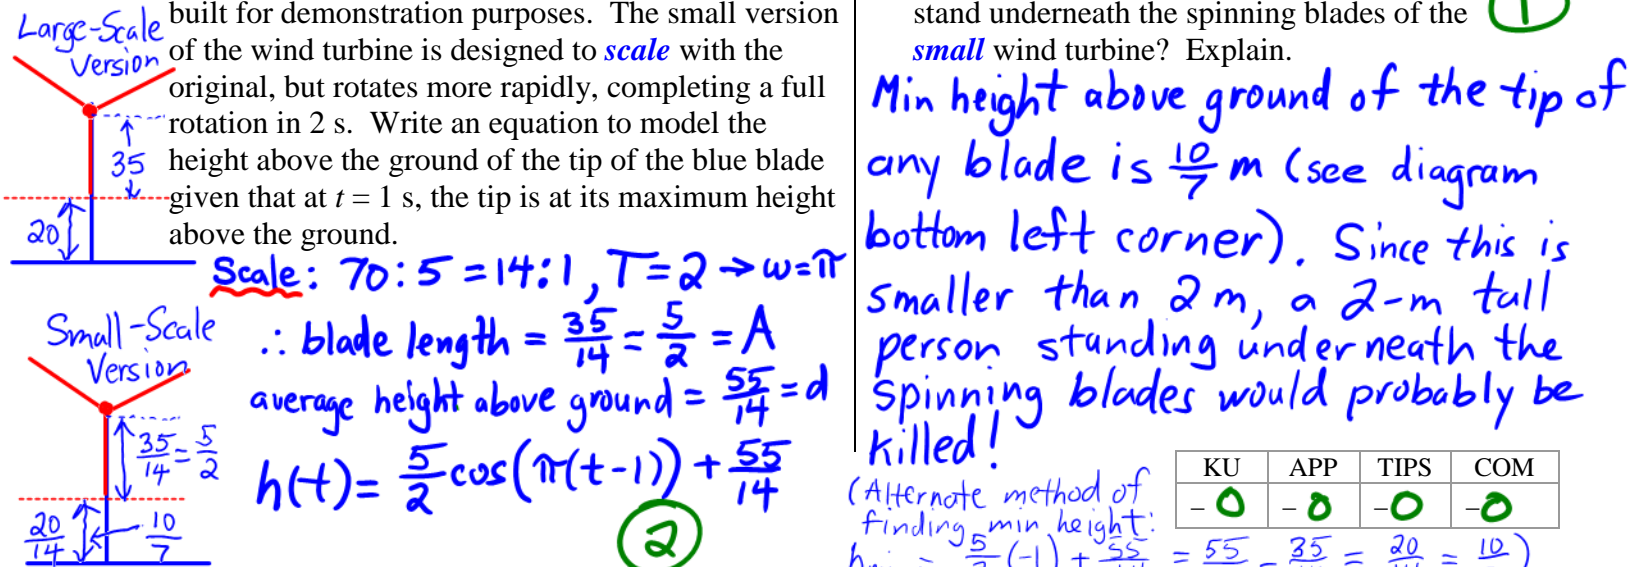 built for demonstration purposes. The small version
of the wind turbine is designed to scale with the
original, but rotates more rapidly, completing a full
rotation in 2 s. Write an equation to model the
height above the ground of the tip of the blue blade
given that at t = 1 s, the tip is at its maximum height
above the ground.
Large-Scale
Version
35
20
Scale: 70:5 = 14:1, T = 2 → ω = π
∴ blade length = 35/14 = 5/2 = A
average height above ground = 55/14 = d
h(t) = 5/2 cos(π(t-1)) + 55/14
2
Small-Scale
Version
35/14 = 5/2
20/14
10/7
stand underneath the spinning blades of the
small wind turbine? Explain.
1
Min height above ground of the tip of
any blade is 10/7 m (see diagram
bottom left corner). Since this is
smaller than 2 m, a 2-m tall
person standing underneath the
spinning blades would probably be
killed!
KU APP TIPS COM
-0 -0 -0 -0
(Alternate method of
finding min height:
(-1) + 55 = 55 - 35 = 20 = 10 )